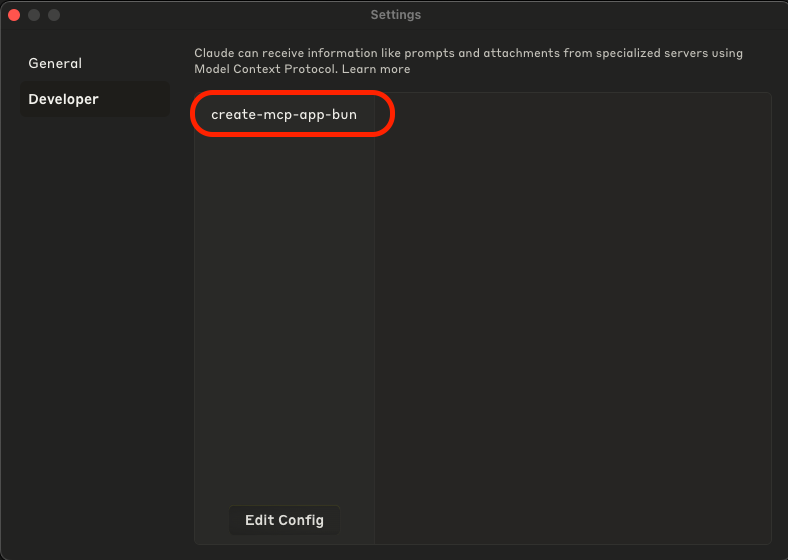 Settings
General
Developer
Claude can receive information like prompts and attachments from specialized servers using
Model Context Protocol. Learn more
create-mcp-app-bun
Edit Config